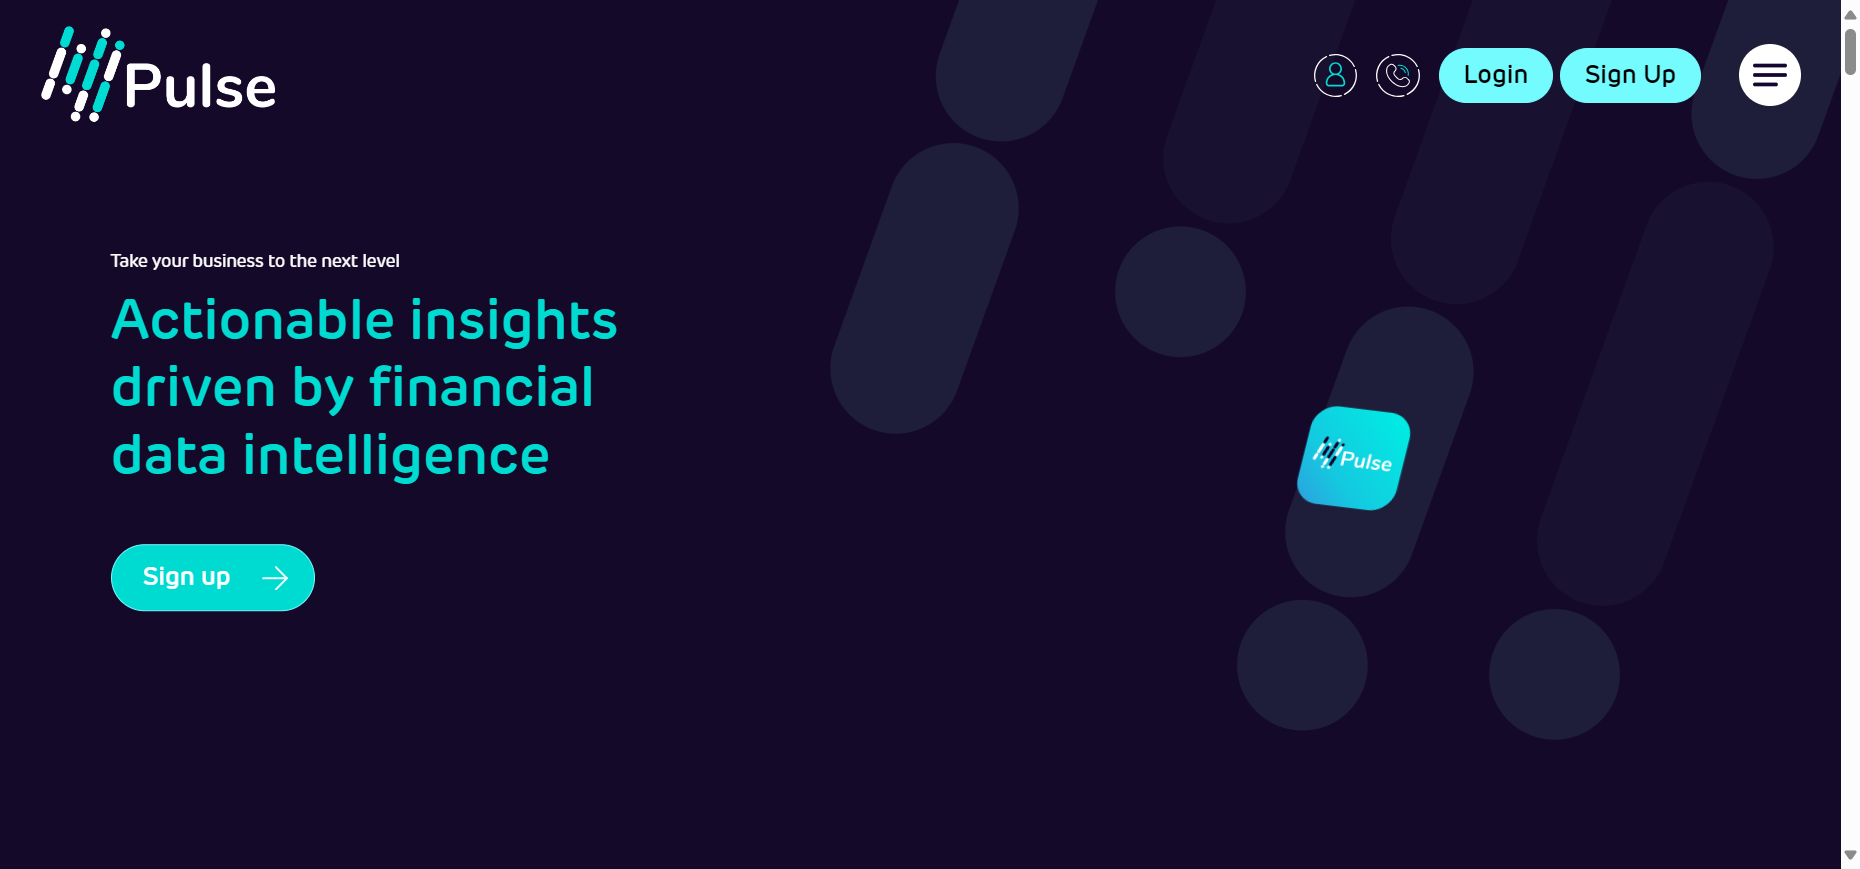 Pulse
Login
Sign Up
Take your business to the next level
Actionable insights
driven by financial
data intelligence
Pulse
Sign up